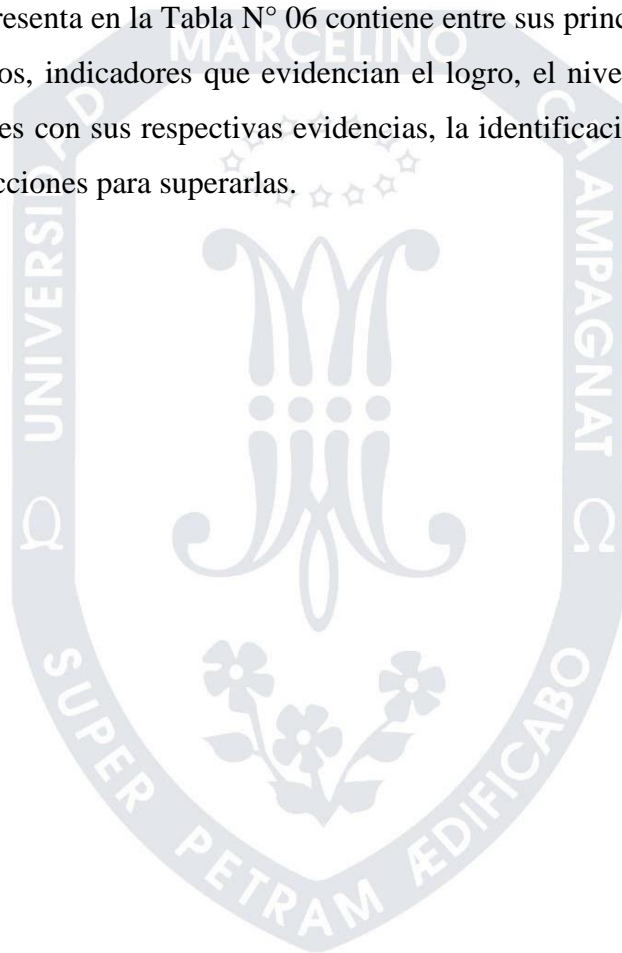 resenta en la Tabla N° 06 contiene entre sus princ
os, indicadores que evidencian el logro, el nive
es con sus respectivas evidencias, la identificaci
cciones para superarlas.
UNIVERSIDAD
MARCELINO
CHAMPAGNAT
Ω
Ω
SUPER PETRAM ÆDIFICABO